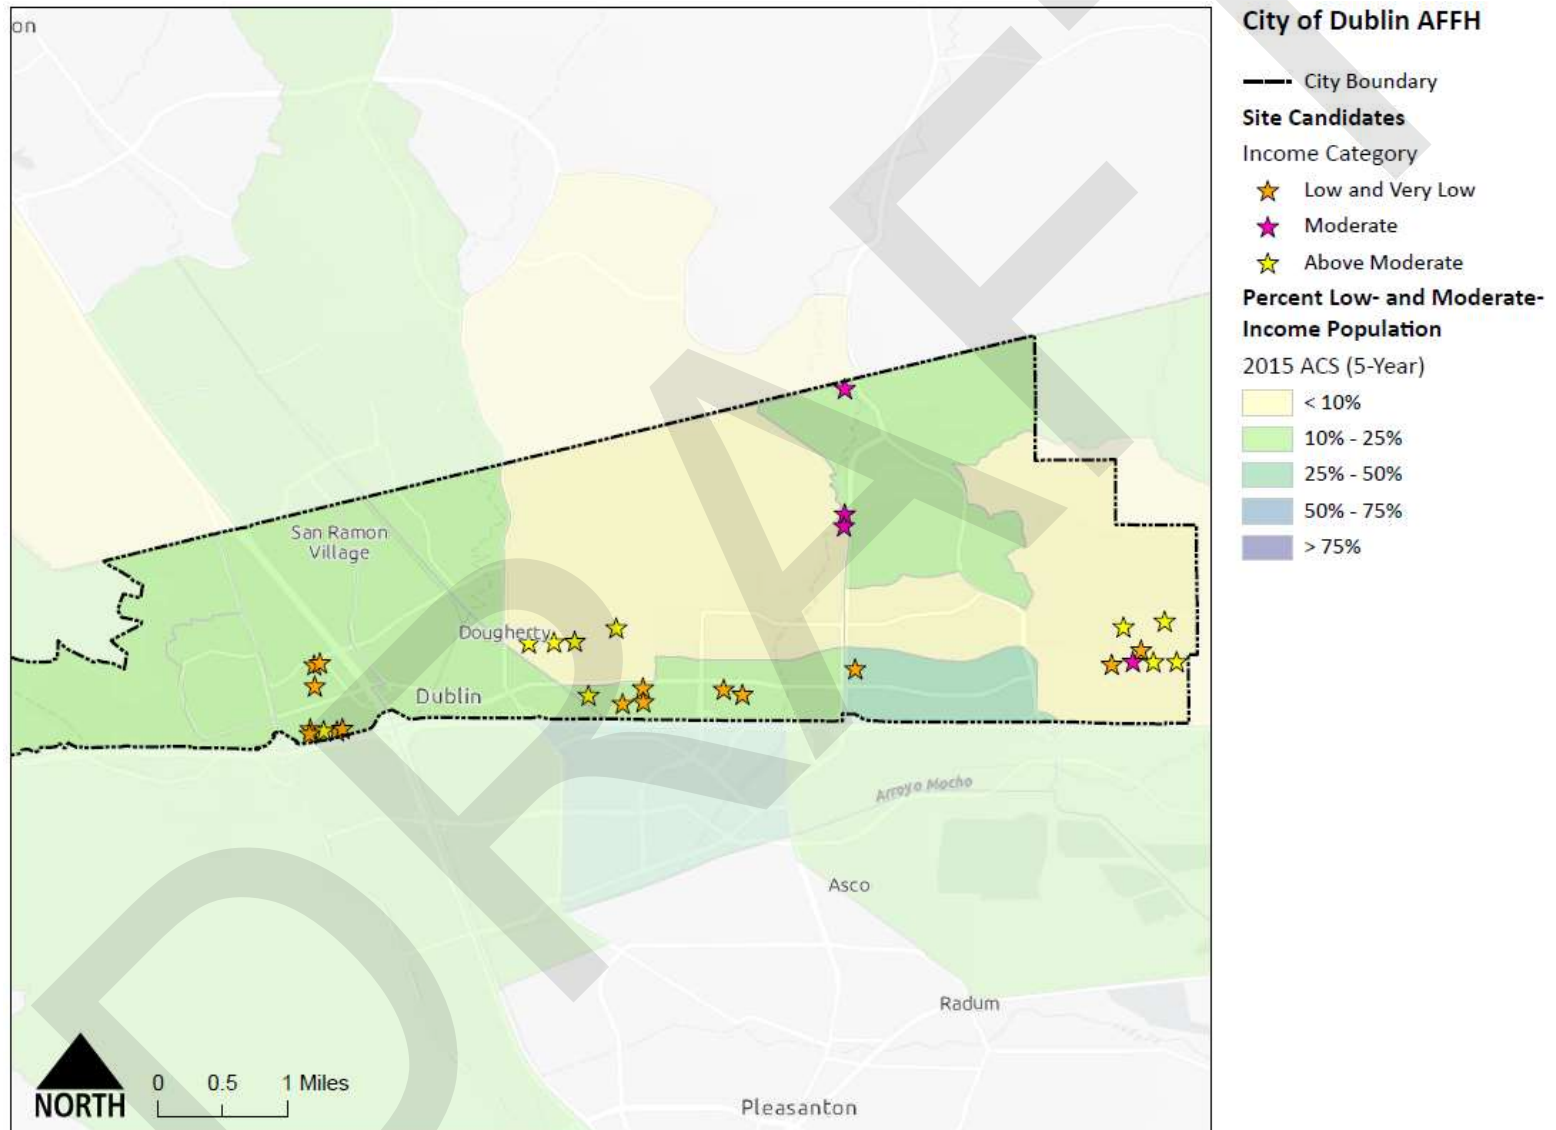 on
San Ramon
Village
Dougherty
Dublin
Arroyo Mocho
Asco
Radum
Pleasanton
NORTH
0 0.5 1 Miles
DRAFT
City of Dublin AFFH
City Boundary
Site Candidates
Income Category
Low and Very Low
Moderate
Above Moderate
Percent Low- and Moderate-
Income Population
2015 ACS (5-Year)
< 10%
10% - 25%
25% - 50%
50% - 75%
> 75%